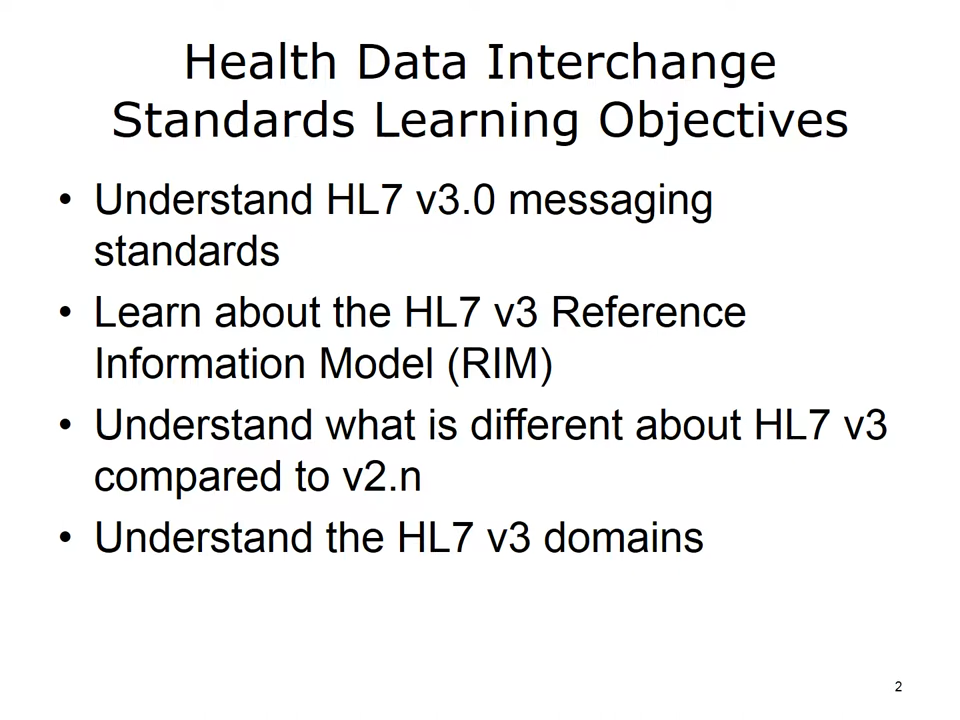 Health Data Interchange
Standards Learning Objectives
• Understand HL7 v3.0 messaging
standards
• Learn about the HL7 v3 Reference
Information Model (RIM)
• Understand what is different about HL7 v3
compared to v2.n
• Understand the HL7 v3 domains
2